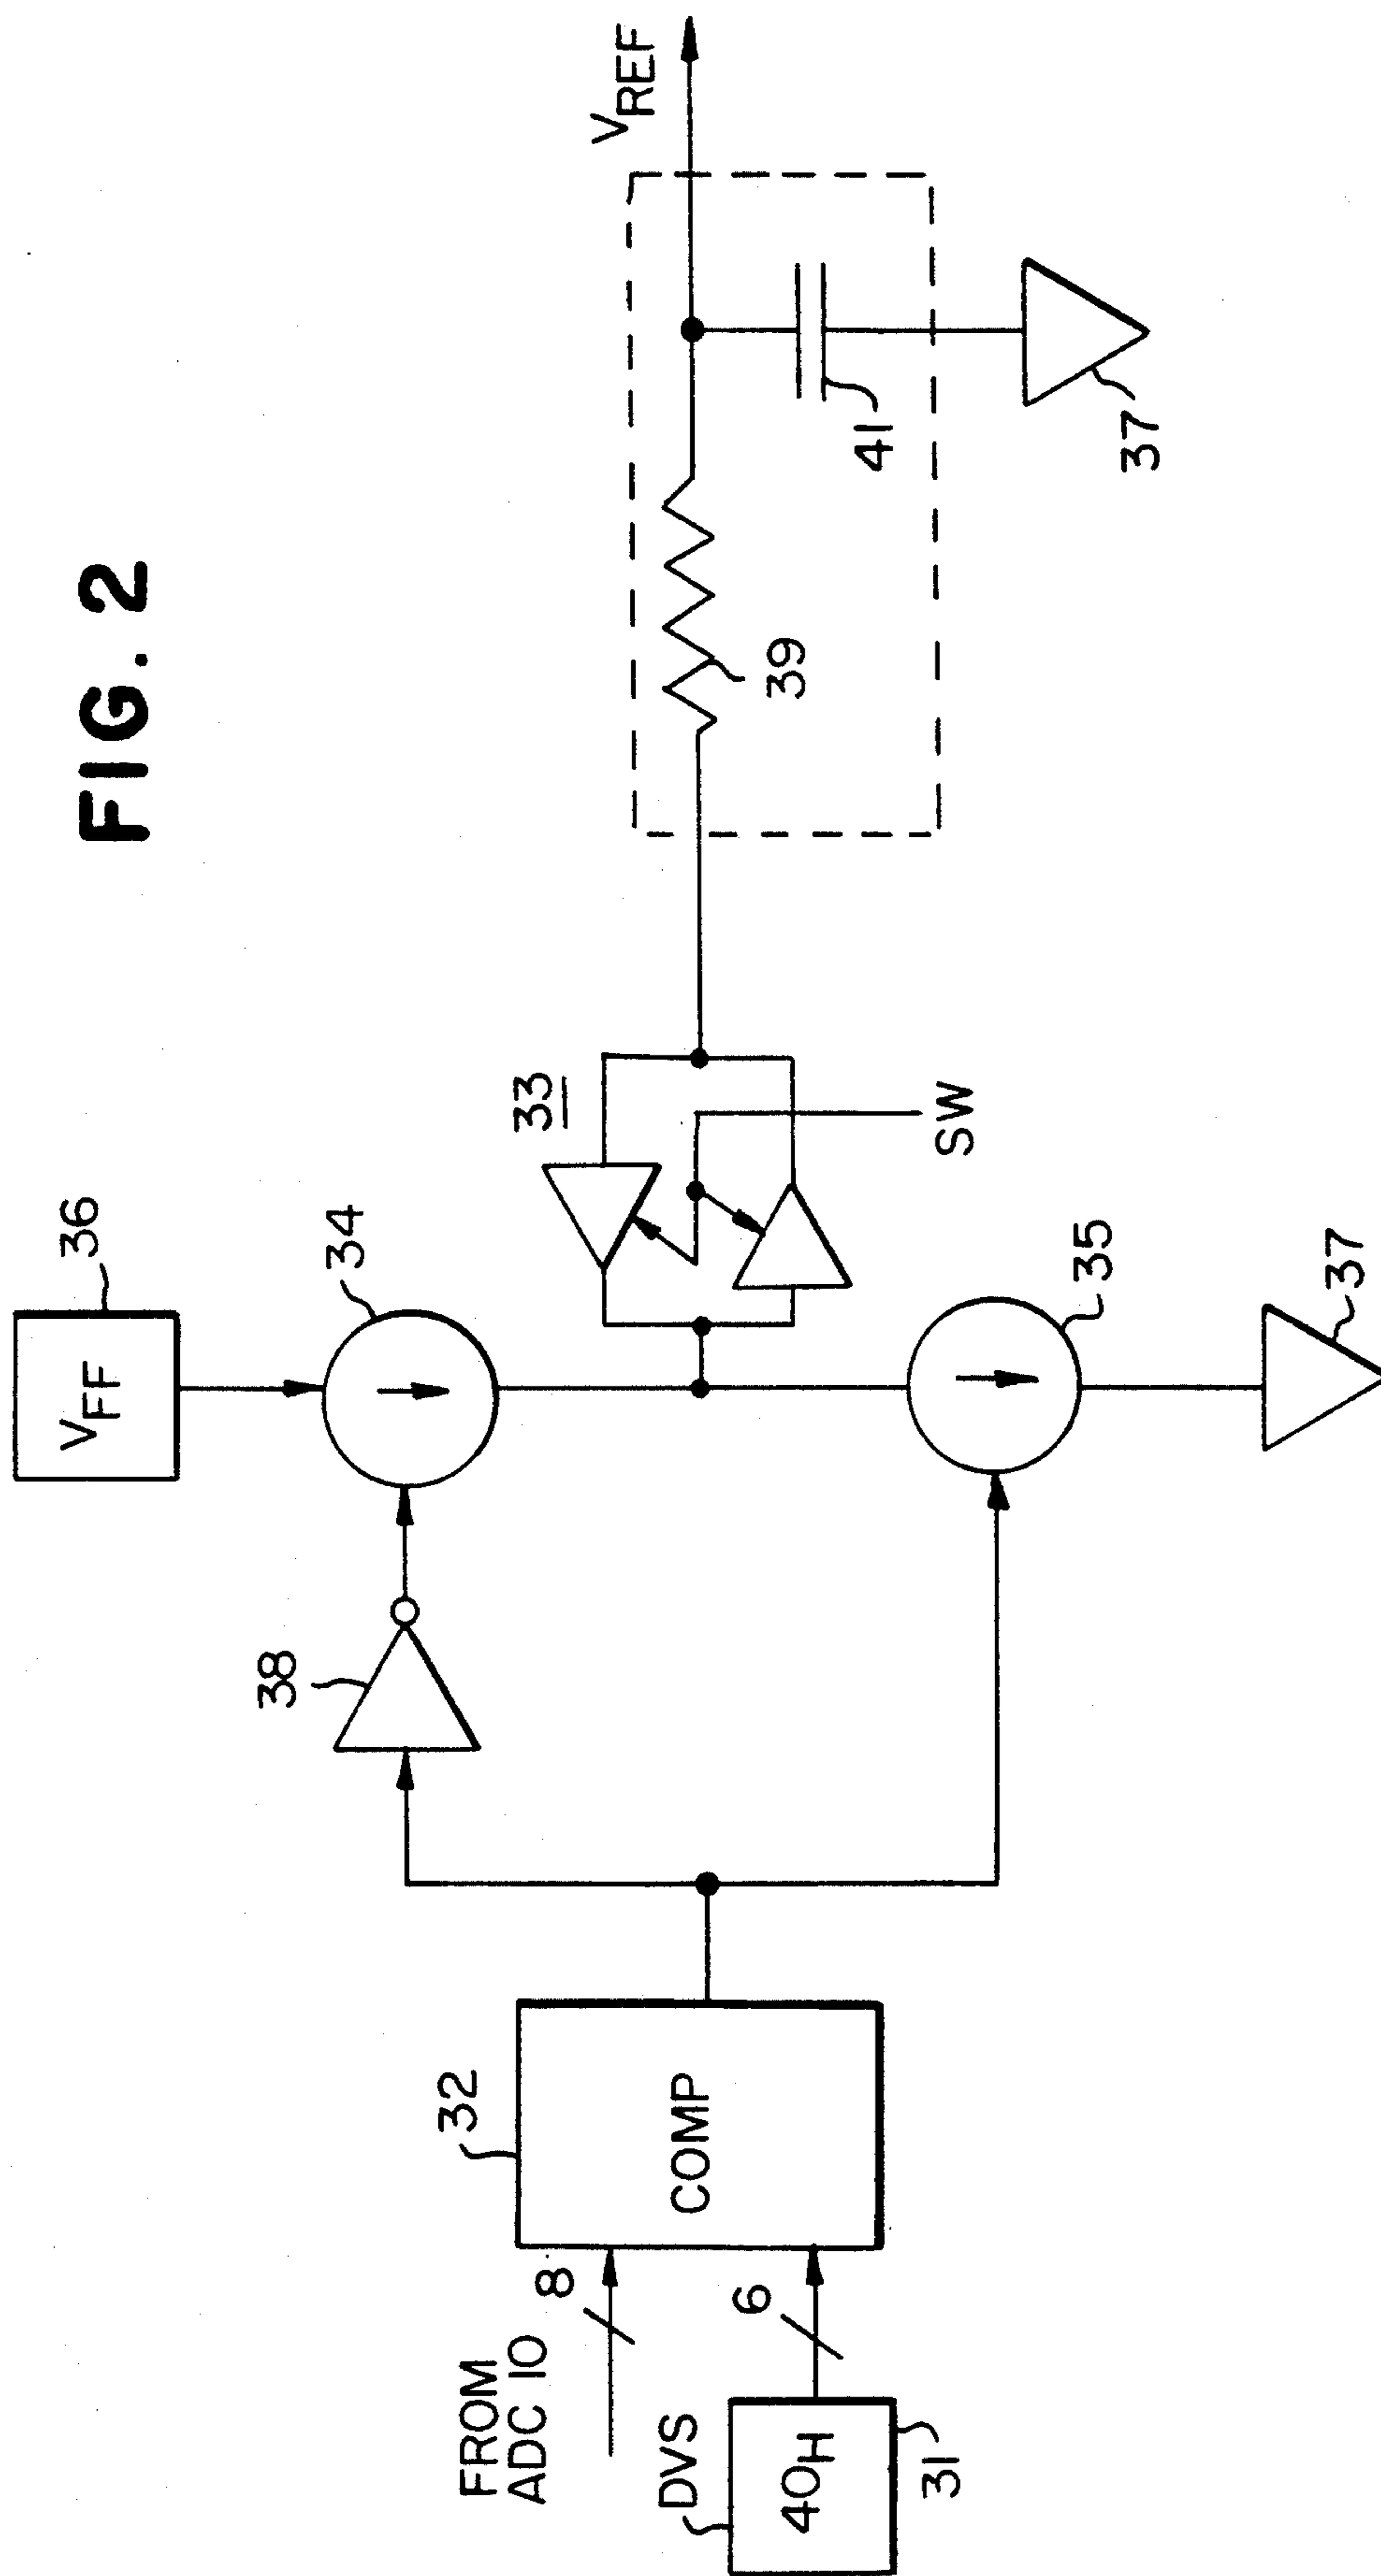 FIG. 2
FROM
ADC 10
8
DVS
40H
31
6
32
COMP
38
36
VFF
34
33
SW
35
37
39
41
VREF
37